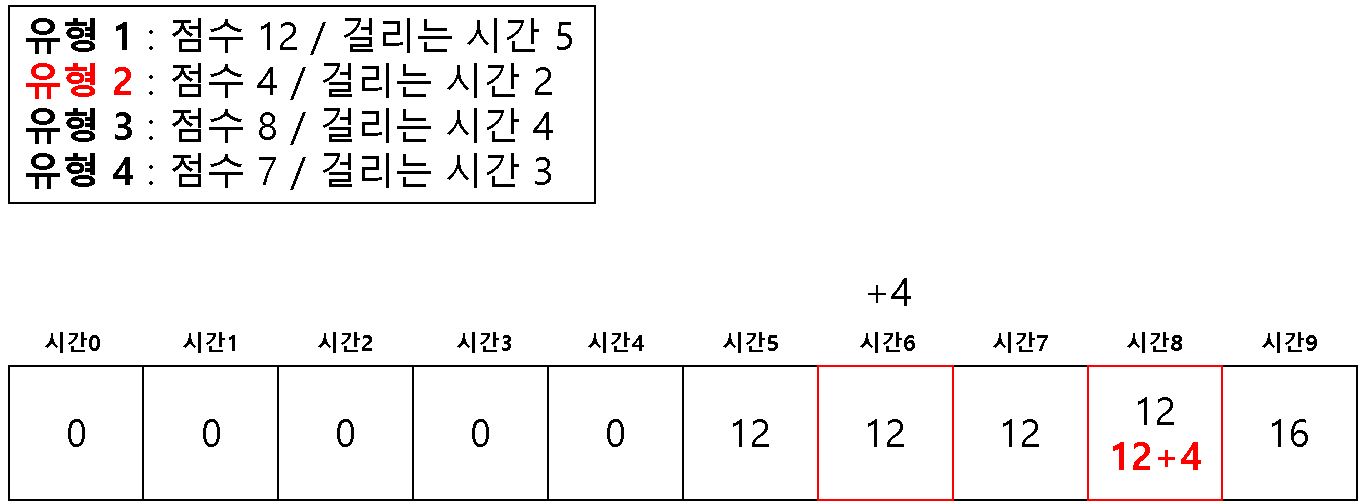 유형 1 : 점수 12 / 걸리는 시간 5
유형 2 : 점수 4 / 걸리는 시간 2
유형 3 : 점수 8 / 걸리는 시간 4
유형 4 : 점수 7 / 걸리는 시간 3
+4
시간0 시간1 시간2 시간3 시간4 시간5 시간6 시간7 시간8 시간9
0 0 0 0 0 12 12 12 12 16
12+4